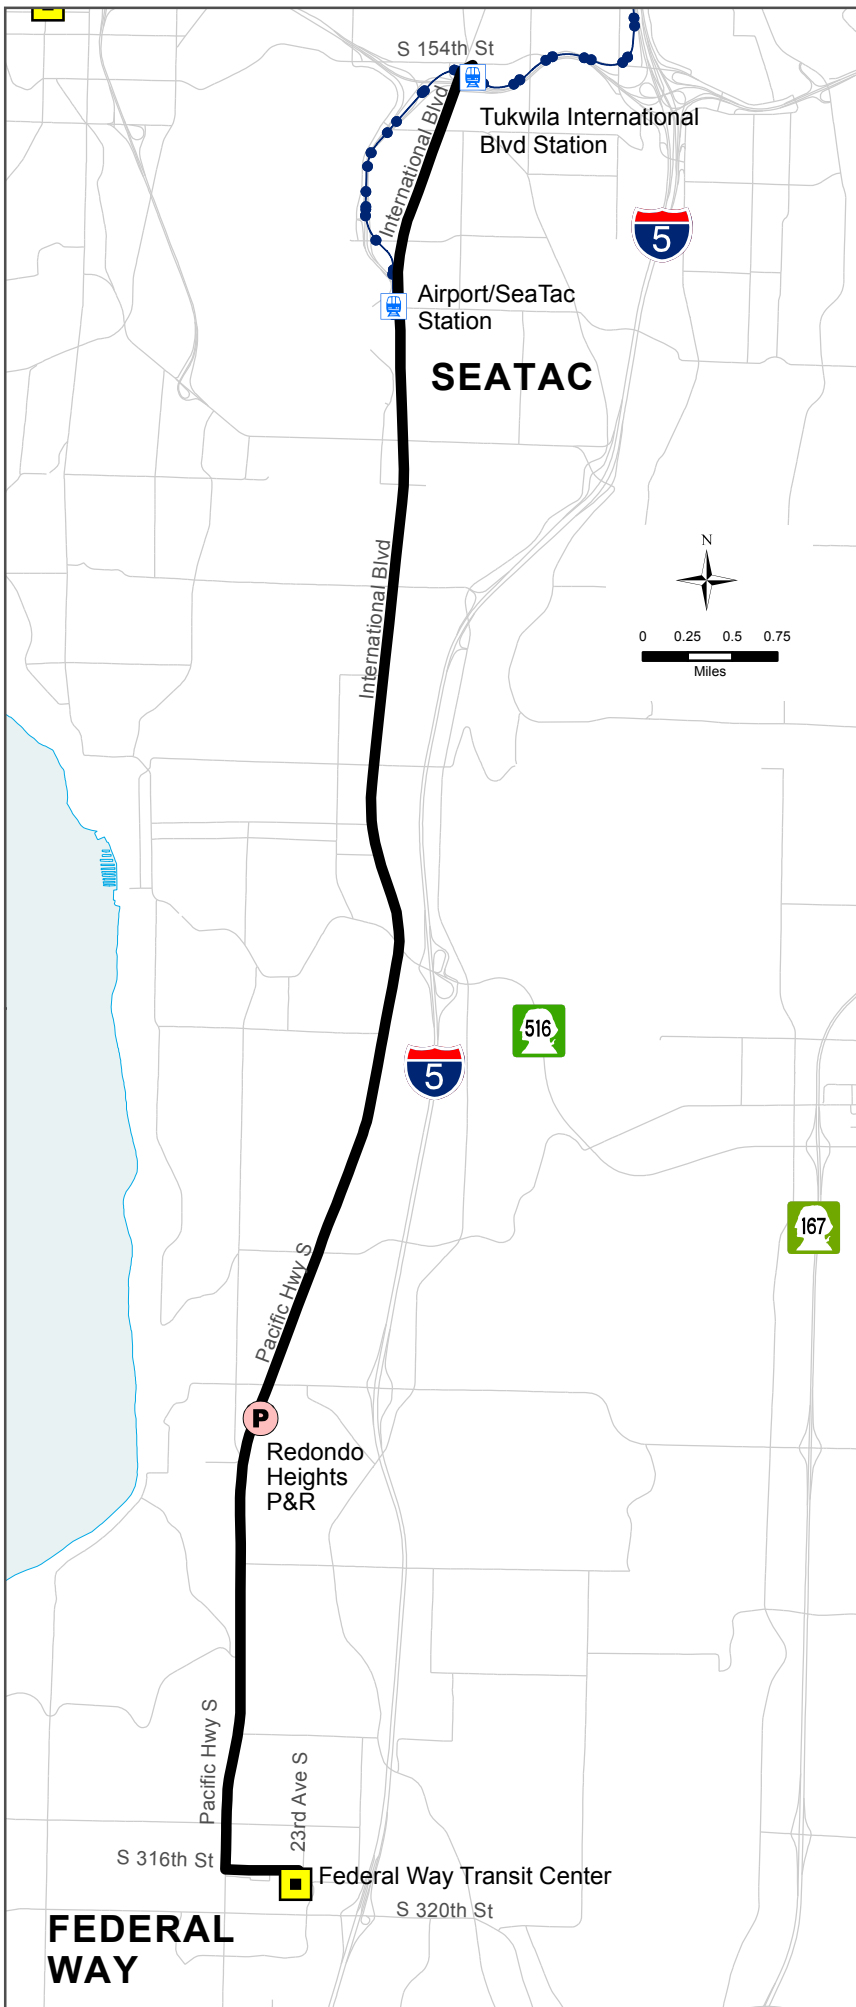 S 154th St
Tukwila International
Blvd Station
International Blvd
5
Airport/SeaTac
Station
SEATAC
N
0 0.25 0.5 0.75
Miles
International Blvd
516
5
167
Pacific Hwy S
P
Redondo
Heights
P&R
Pacific Hwy S
23rd Ave S
S 316th St
Federal Way Transit Center
S 320th St
FEDERAL
WAY